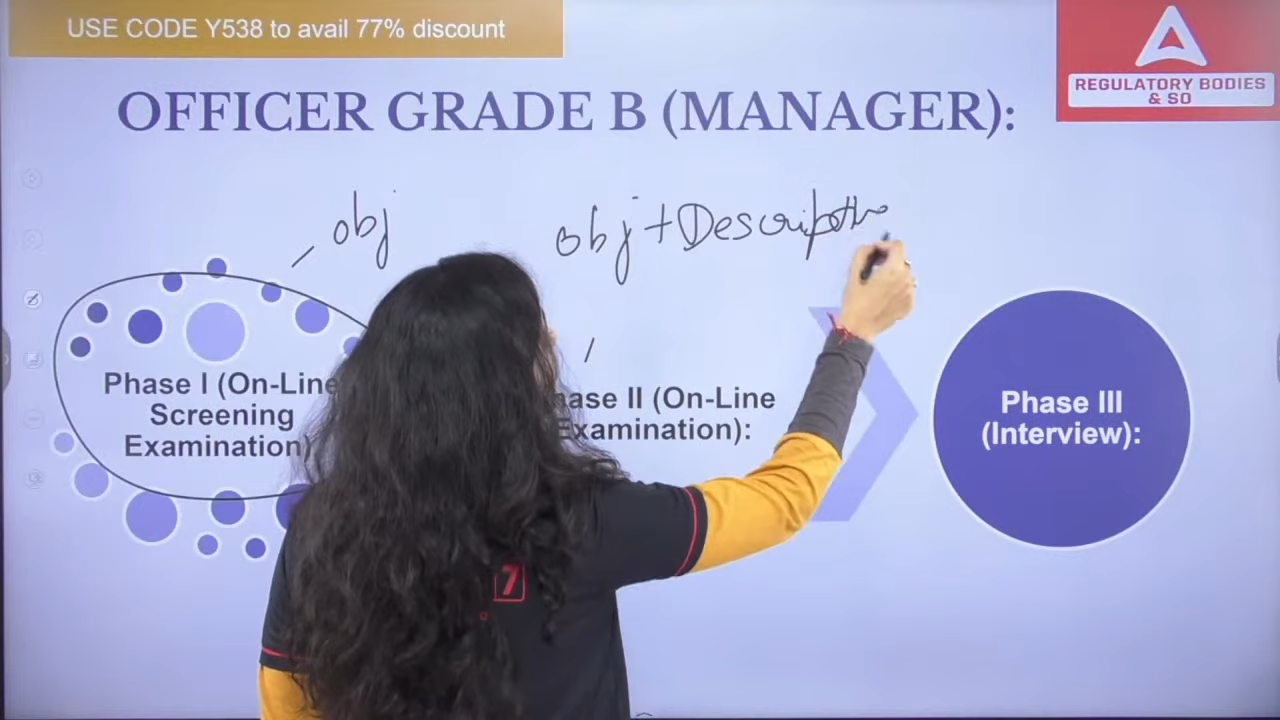 USE CODE Y538 to avail 77% discount
REGULATORY BODIES
& SO
OFFICER GRADE B (MANAGER):
obj
obj + Descriptive
Phase I (On-Line
Screening
Examination)
hase II (On-Line
Examination):
Phase III
(Interview):
7